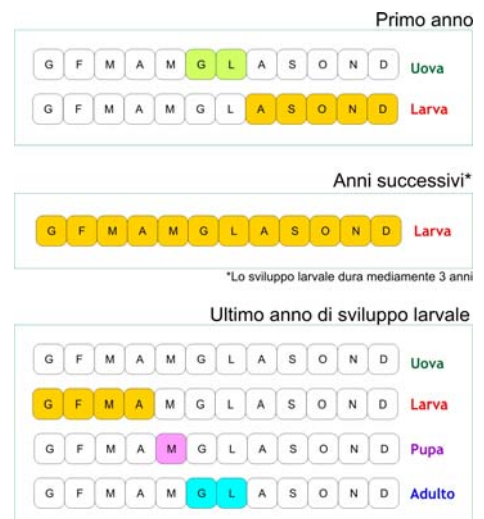 Primo anno
G F M A M G L A S O N D Uova
G F M A M G L A S O N D Larva
Anni successivi*
G F M A M G L A S O N D Larva
*Lo sviluppo larvale dura mediamente 3 anni
Ultimo anno di sviluppo larvale
G F M A M G L A S O N D Uova
G F M A M G L A S O N D Larva
G F M A M G L A S O N D Pupa
G F M A M G L A S O N D Adulto